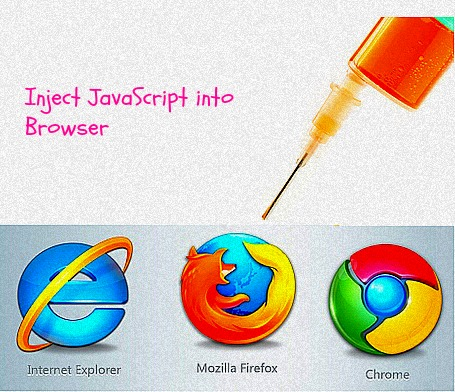 Inject JavaScript into
Browser
Internet Explorer
Mozilla Firefox
Chrome